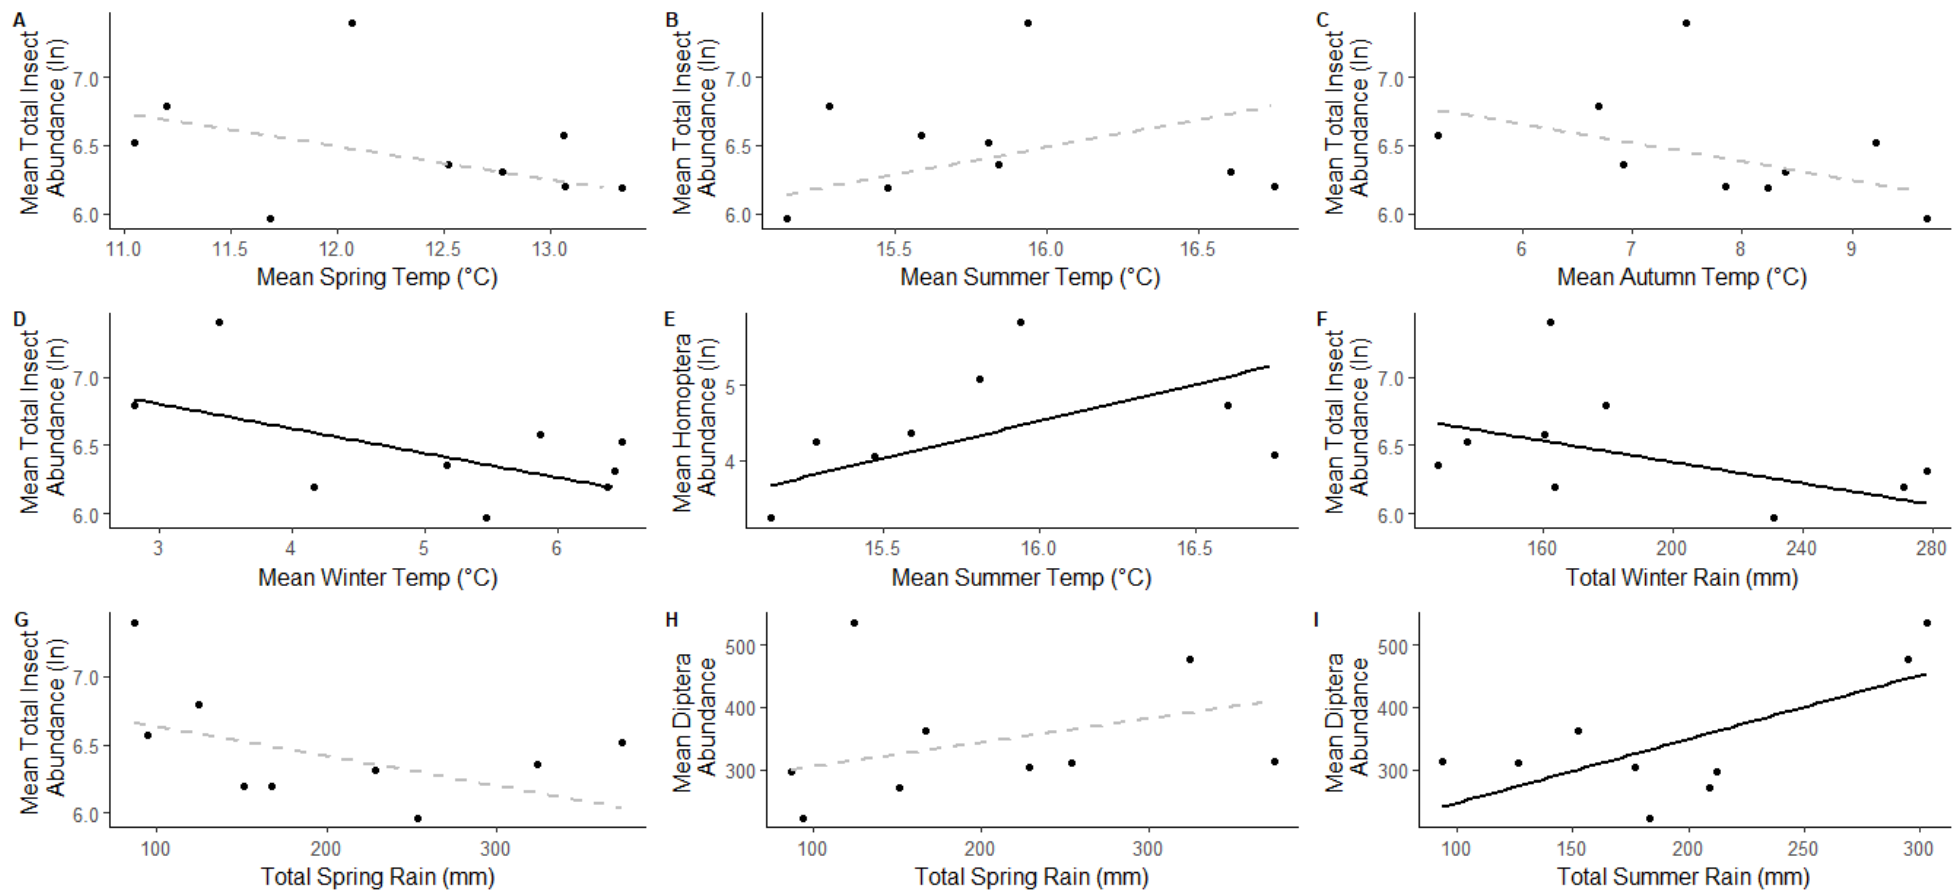 A
Mean Total Insect
Abundance (ln)
7.0
6.5
6.0
11.0 11.5 12.0 12.5 13.0
Mean Spring Temp (°C)
B
Mean Total Insect
Abundance (ln)
7.0
6.5
6.0
15.5 16.0 16.5
Mean Summer Temp (°C)
C
Mean Total Insect
Abundance (ln)
7.0
6.5
6.0
6 7 8 9
Mean Autumn Temp (°C)
D
Mean Total Insect
Abundance (ln)
7.0
6.5
6.0
3 4 5 6
Mean Winter Temp (°C)
E
Mean Homoptera
Abundance (ln)
5
4
15.5 16.0 16.5
Mean Summer Temp (°C)
F
Mean Total Insect
Abundance (ln)
7.0
6.5
6.0
160 200 240 280
Total Winter Rain (mm)
G
Mean Total Insect
Abundance (ln)
7.0
6.5
6.0
100 200 300
Total Spring Rain (mm)
H
Mean Diptera
Abundance
500
400
300
100 200 300
Total Spring Rain (mm)
I
Mean Diptera
Abundance
500
400
300
100 150 200 250 300
Total Summer Rain (mm)